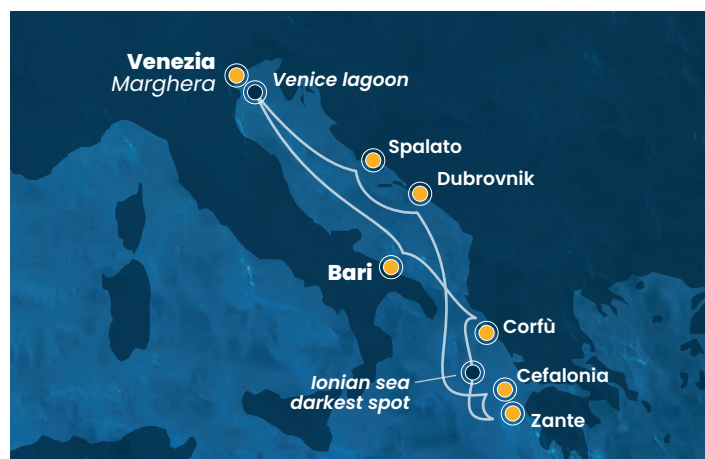 Venezia
Marghera
Venice lagoon
Spalato
Dubrovnik
Bari
Corfù
Ionian sea
darkest spot
Cefalonia
Zante